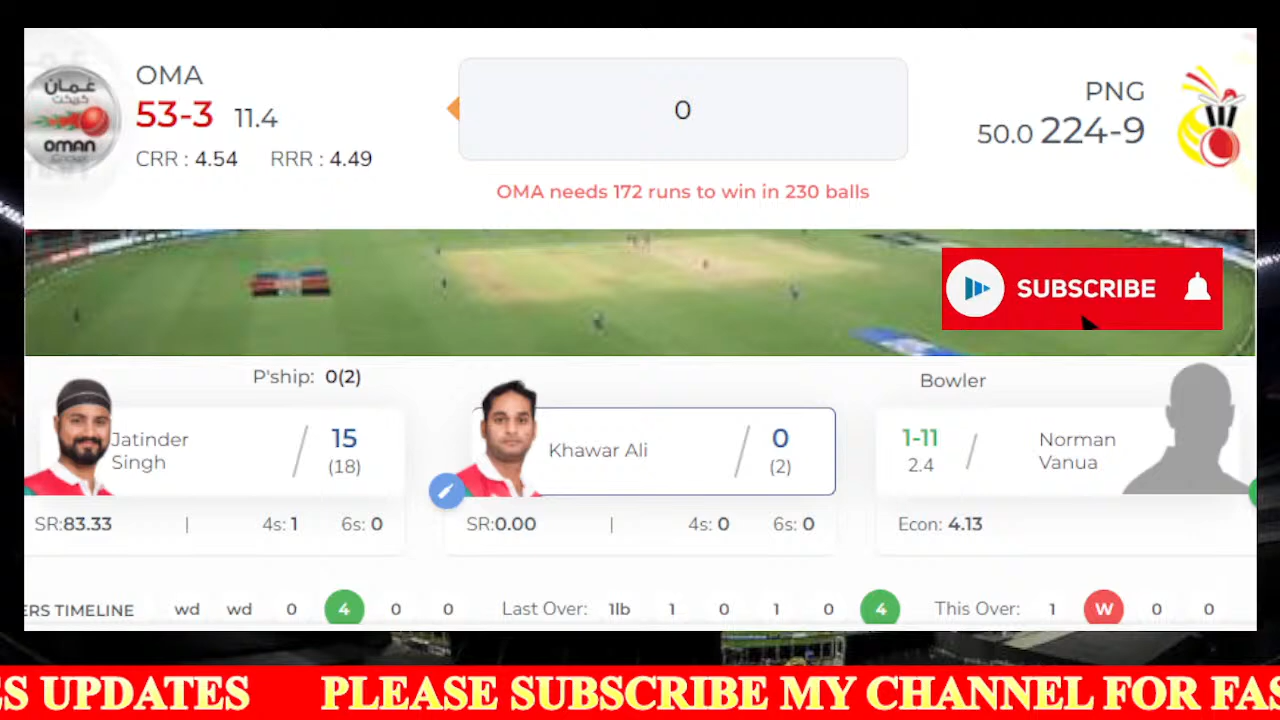 عُمان
كريكت
OMAN
Cricket
OMA
53-3 11.4
CRR : 4.54 RRR : 4.49
0
OMA needs 172 runs to win in 230 balls
PNG
50.0 224-9
SUBSCRIBE
P'ship: 0(2)
Bowler
Jatinder Singh / 15 (18)
Khawar Ali / 0 (2)
1-11 2.4 / Norman Vanua
SR:83.33 | 4s: 1 6s: 0
SR:0.00 | 4s: 0 6s: 0
Econ: 4.13
ERS TIMELINE wd wd 0 4 0 0 Last Over: 1lb 1 0 1 0 4 This Over: 1 W 0 0
ES UPDATES PLEASE SUBSCRIBE MY CHANNEL FOR FAS